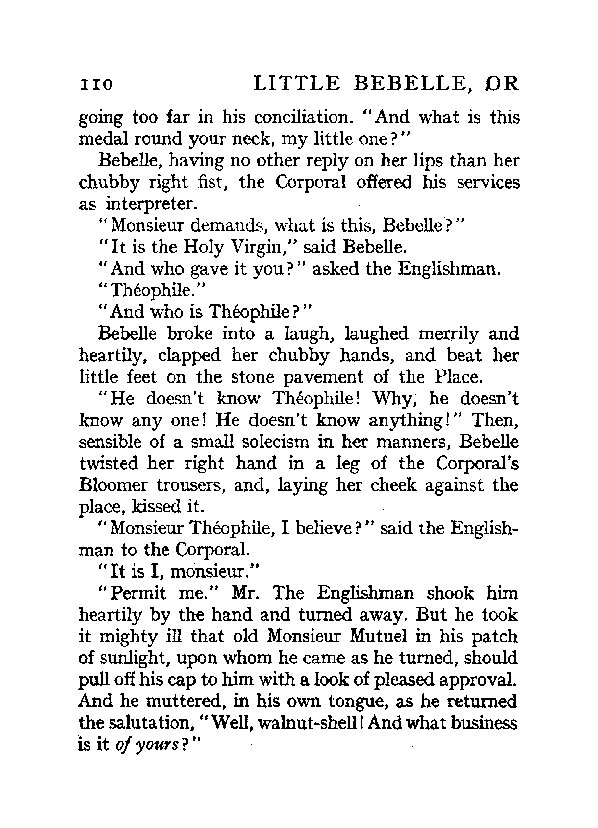 110 LITTLE BEBELLE, OR
going too far in his conciliation. "And what is this
medal round your neck, my little one?"
Bebelle, having no other reply on her lips than her
chubby right fist, the Corporal offered his services
as interpreter.
"Monsieur demands, what is this, Bebelle?"
"It is the Holy Virgin," said Bebelle.
"And who gave it you?" asked the Englishman.
"Théophile."
"And who is Théophile?"
Bebelle broke into a laugh, laughed merrily and
heartily, clapped her chubby hands, and beat her
little feet on the stone pavement of the Place.
"He doesn't know Théophile! Why, he doesn't
know any one! He doesn't know anything!" Then,
sensible of a small solecism in her manners, Bebelle
twisted her right hand in a leg of the Corporal's
Bloomer trousers, and, laying her cheek against the
place, kissed it.
"Monsieur Théophile, I believe?" said the English-
man to the Corporal.
"It is I, monsieur."
"Permit me." Mr. The Englishman shook him
heartily by the hand and turned away. But he took
it mighty ill that old Monsieur Mutuel in his patch
of sunlight, upon whom he came as he turned, should
pull off his cap to him with a look of pleased approval.
And he muttered, in his own tongue, as he returned
the salutation, "Well, walnut-shell! And what business
is it of yours?"